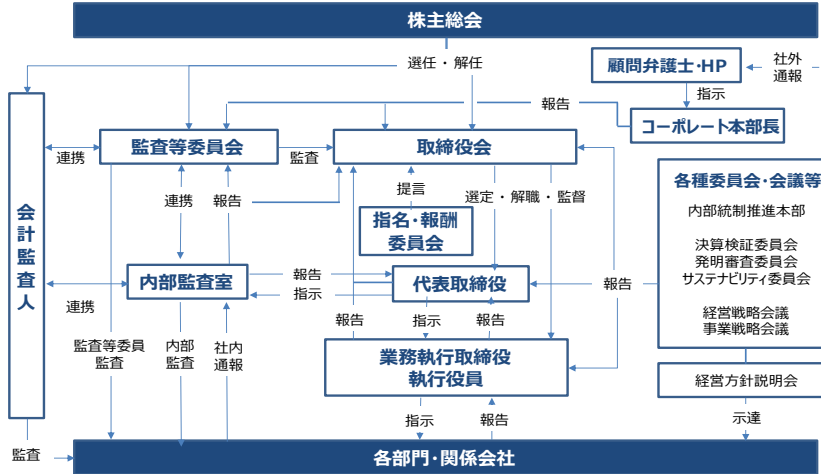 株主総会
選任・解任
顧問弁護士・HP
社外
通報
指示
報告
コーポレート本部長
監査等委員会
監査
取締役会
連携
会計監査人
連携
報告
提言
選定・解職・監督
指名・報酬
委員会
各種委員会・会議等
内部統制推進本部
決算検証委員会
発明審査委員会
サステナビリティ委員会
経営戦略会議
事業戦略会議
内部監査室
報告
指示
代表取締役
報告
連携
報告
指示
報告
監査等委員
監査
内部
監査
社内
通報
業務執行取締役
執行役員
経営方針説明会
指示
報告
示達
監査
各部門・関係会社